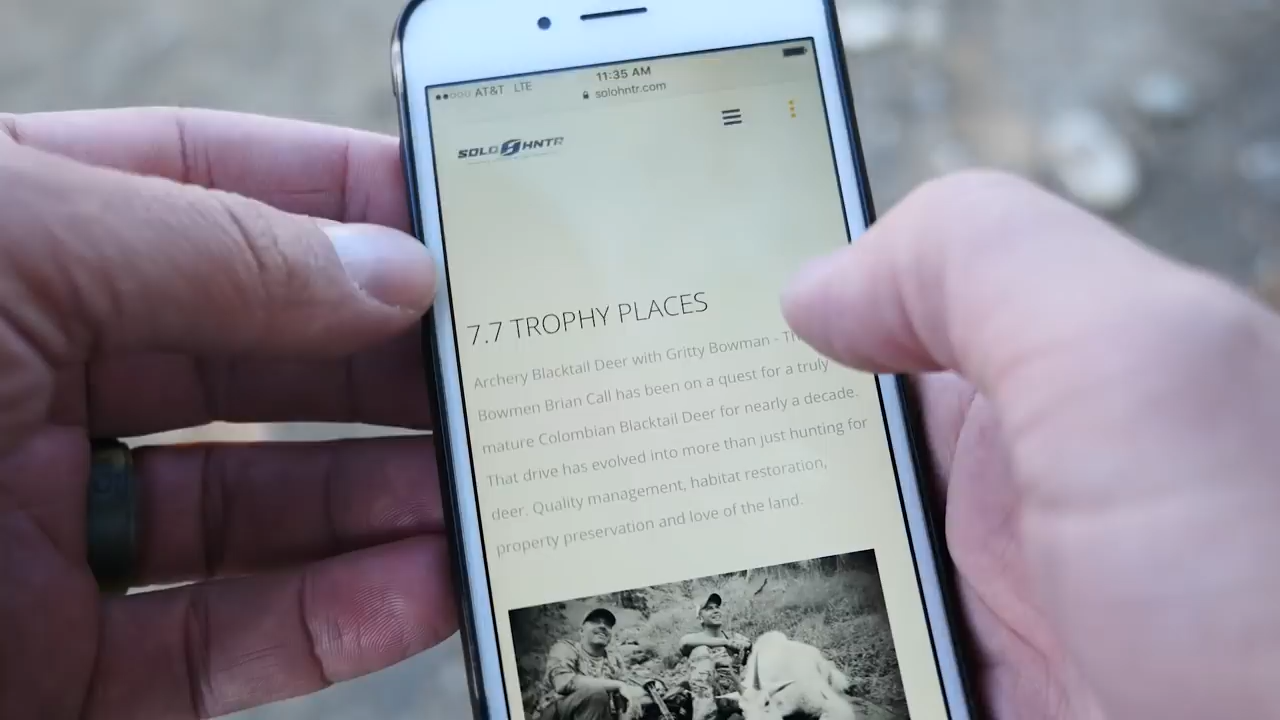 AT&T LTE 11:35 AM
solohntr.com
SOLO HNTR
7.7 TROPHY PLACES
Archery Blacktail Deer with Gritty Bowman -
Bowmen Brian Call has been on a quest for a truly
mature Colombian Blacktail Deer for nearly a decade.
That drive has evolved into more than just hunting for
deer. Quality management, habitat restoration,
property preservation and love of the land.